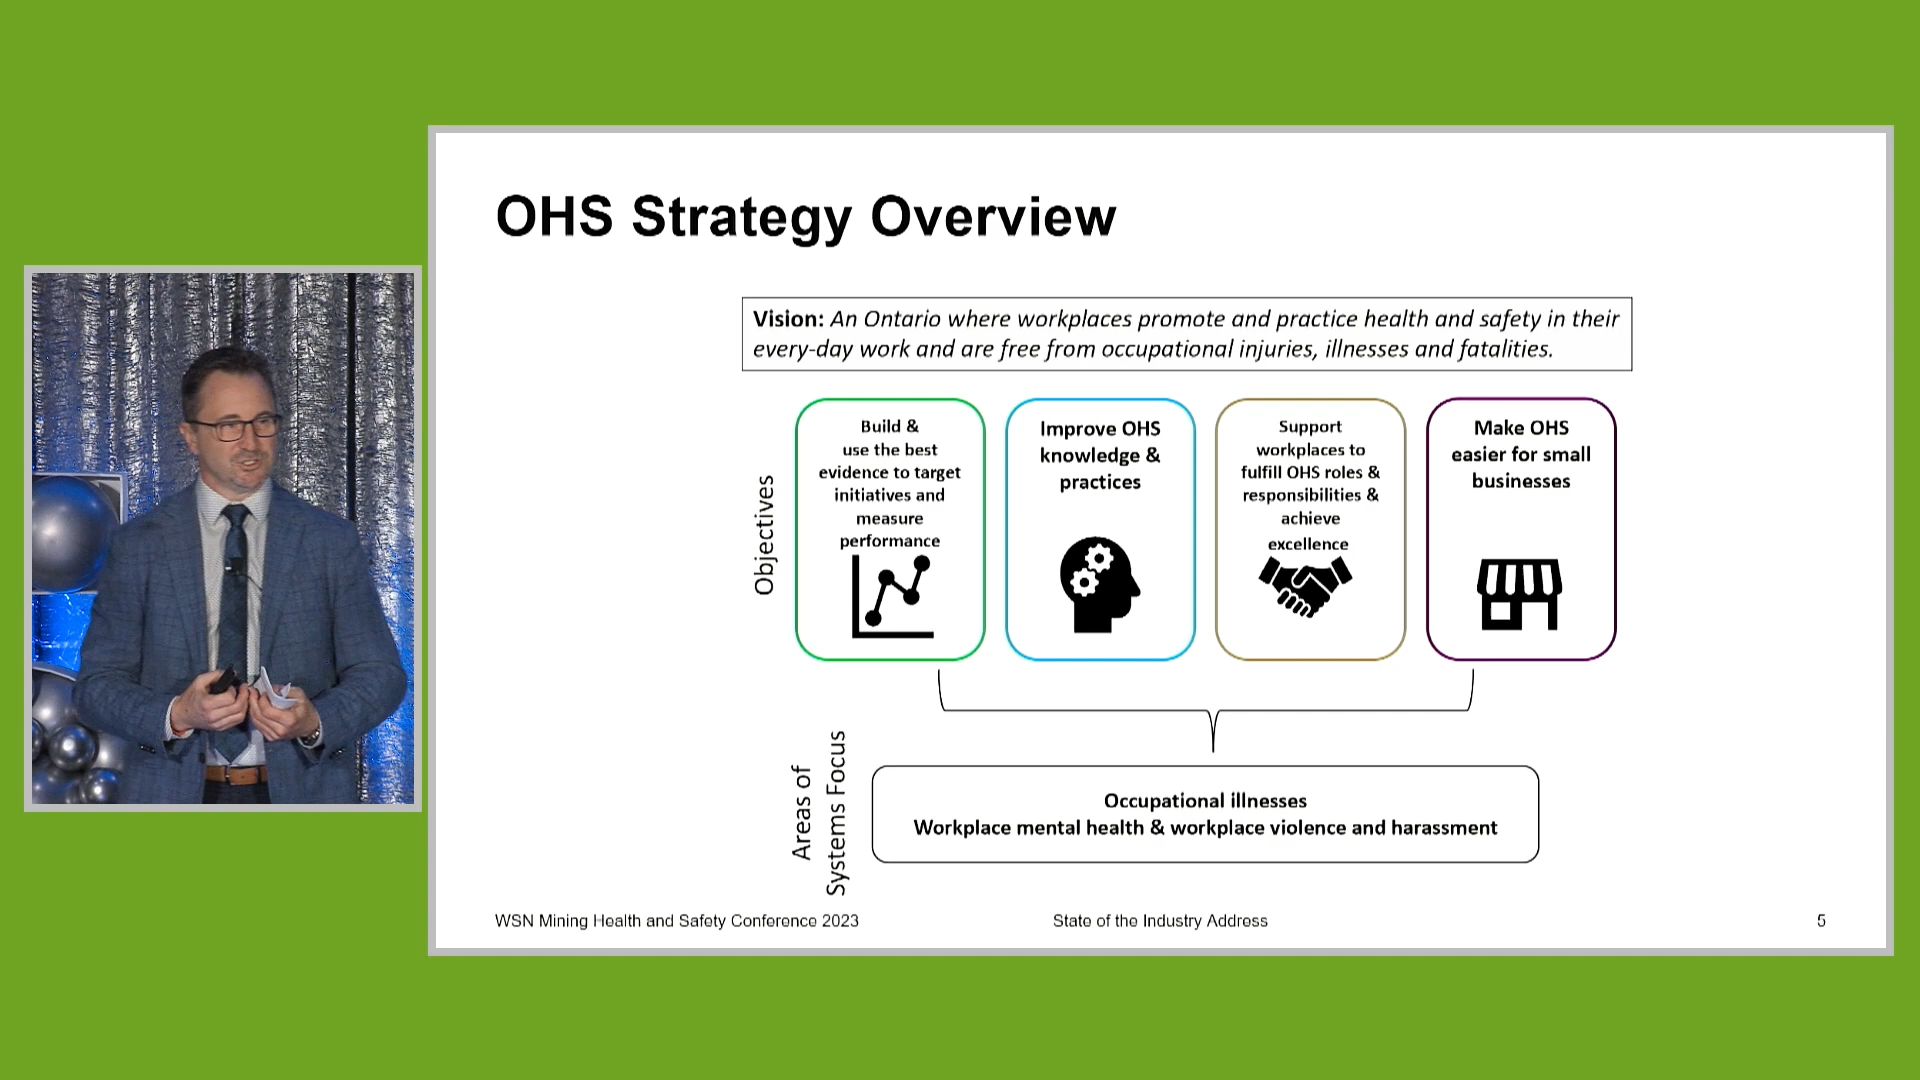 OHS Strategy Overview
Vision: An Ontario where workplaces promote and practice health and safety in their
every-day work and are free from occupational injuries, illnesses and fatalities.
Objectives
Build &
use the best
evidence to target
initiatives and
measure
performance
Improve OHS
knowledge &
practices
Support
workplaces to
fulfill OHS roles &
responsibilities &
achieve
excellence
Make OHS
easier for small
businesses
Areas of
Systems Focus
Occupational illnesses
Workplace mental health & workplace violence and harassment
WSN Mining Health and Safety Conference 2023
State of the Industry Address
5